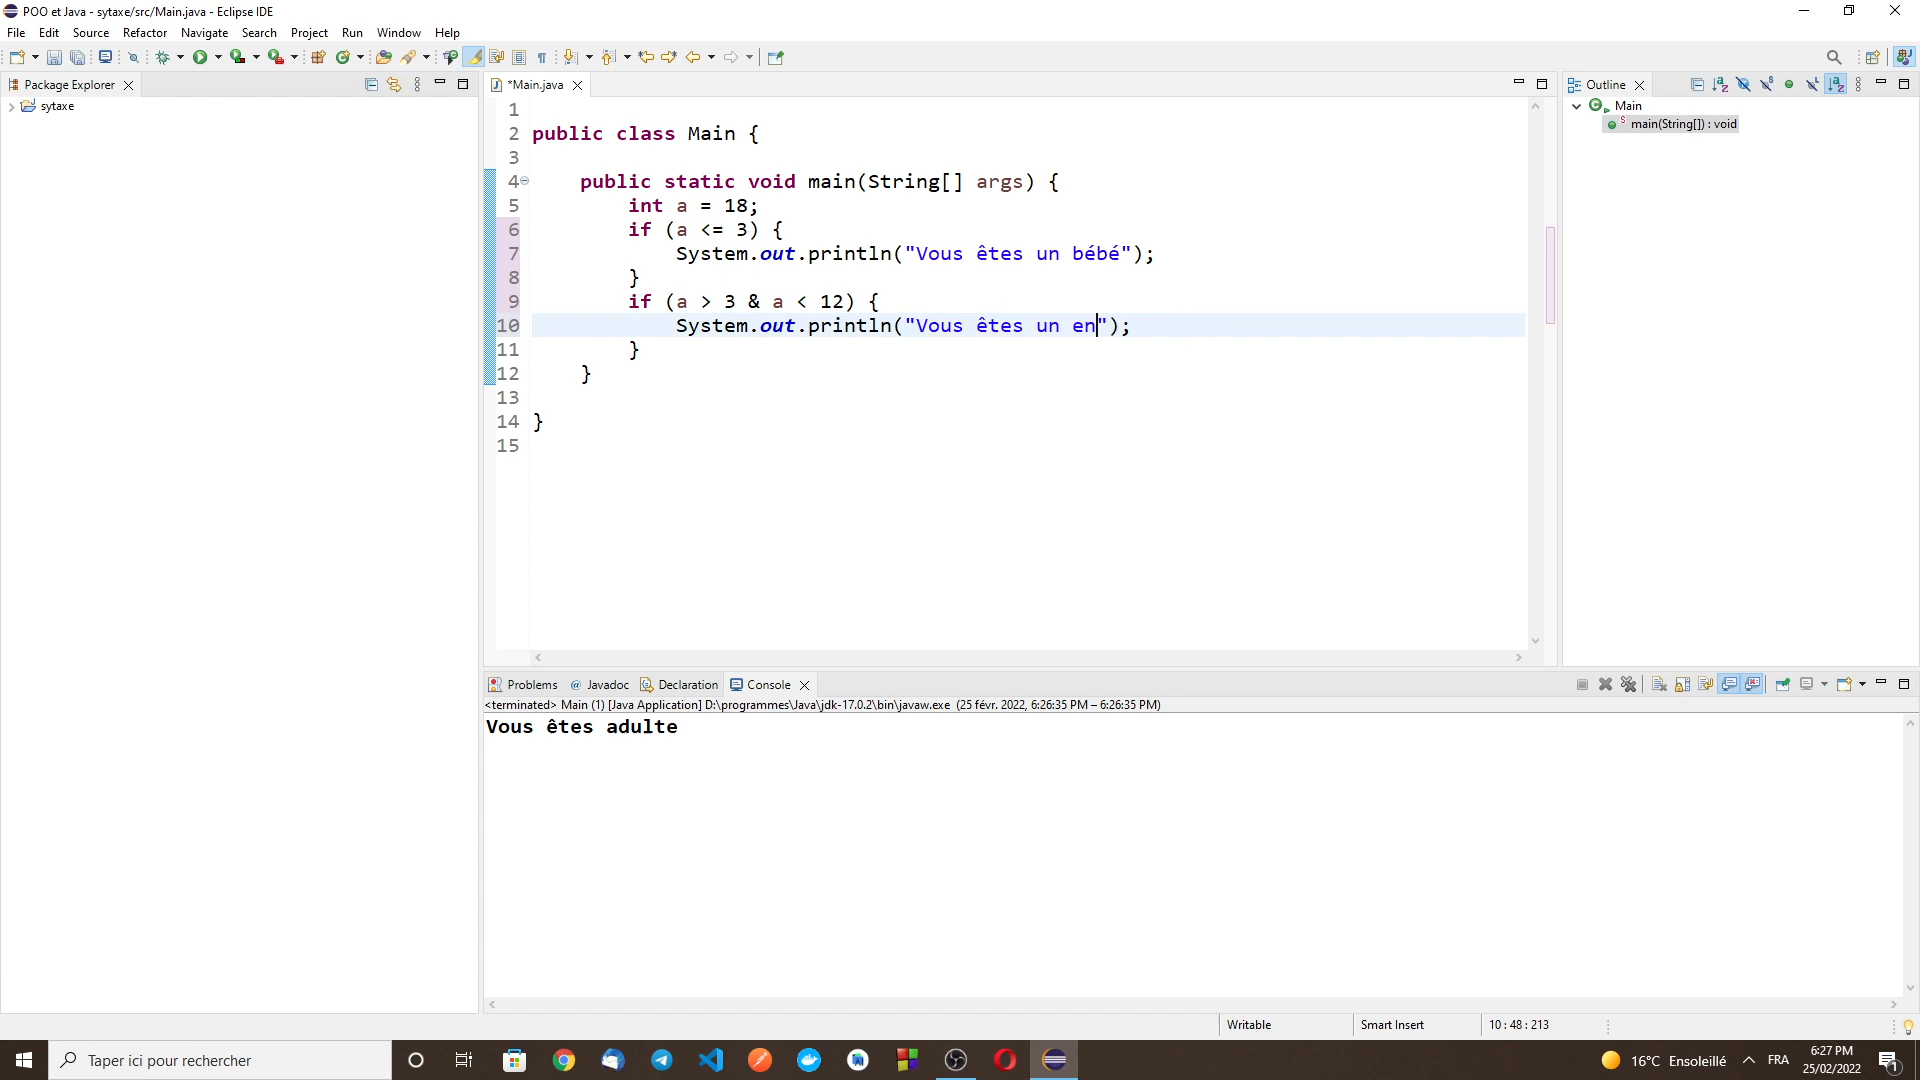 POO et Java - sytaxe/src/Main.java - Eclipse IDE
File Edit Source Refactor Navigate Search Project Run Window Help
Package Explorer
sytaxe
*Main.java
1
2 public class Main {
3
4 public static void main(String[] args) {
5 int a = 18;
6 if (a <= 3) {
7 System.out.println("Vous êtes un bébé");
8 }
9 if (a > 3 & a < 12) {
10 System.out.println("Vous êtes un en");
11 }
12 }
13
14 }
15
Outline
Main
main(String[]) : void
Problems Javadoc Declaration Console
<terminated> Main (1) [Java Application] D:\programmes\Java\jdk-17.0.2\bin\javaw.exe (25 févr. 2022, 6:26:35 PM – 6:26:35 PM)
Vous êtes adulte
Writable Smart Insert 10 : 48 : 213
Taper ici pour rechercher
16°C Ensoleillé FRA 6:27 PM
25/02/2022
1